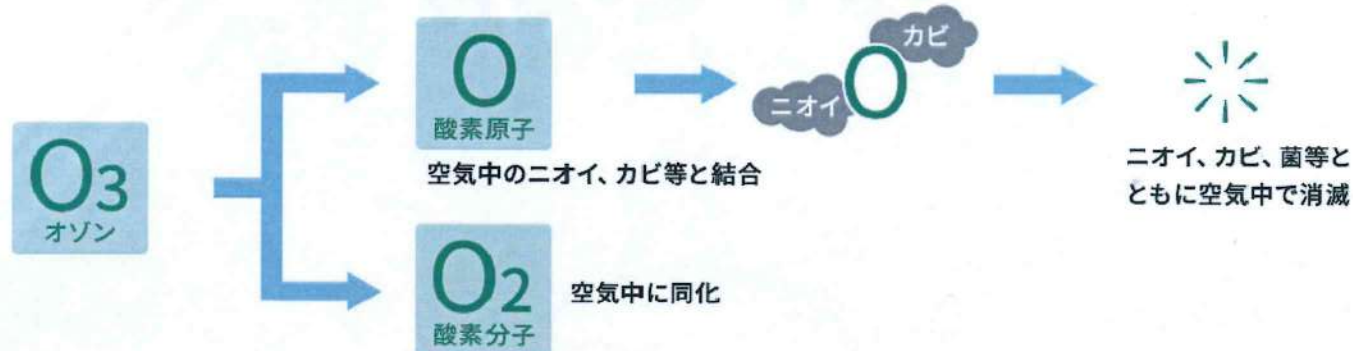 O3
オゾン
O
酸素原子
空気中のニオイ、カビ等と結合
カビ
ニオイ
O
ニオイ、カビ、菌等と
ともに空気中で消滅
O2
酸素分子
空気中に同化